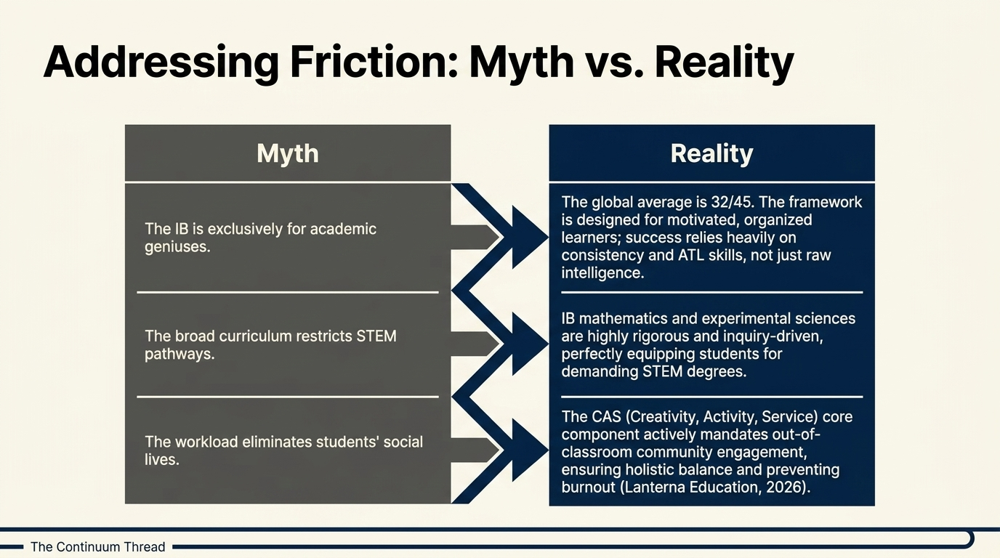 Addressing Friction: Myth vs. Reality
Myth
The IB is exclusively for academic
geniuses.
The broad curriculum restricts STEM
pathways.
The workload eliminates students' social
lives.
Reality
The global average is 32/45. The framework
is designed for motivated, organized
learners; success relies heavily on
consistency and ATL skills, not just raw
intelligence.
IB mathematics and experimental sciences
are highly rigorous and inquiry-driven,
perfectly equipping students for
demanding STEM degrees.
The CAS (Creativity, Activity, Service) core
component actively mandates out-of-
classroom community engagement,
ensuring holistic balance and preventing
burnout (Lanterna Education, 2026).
The Continuum Thread